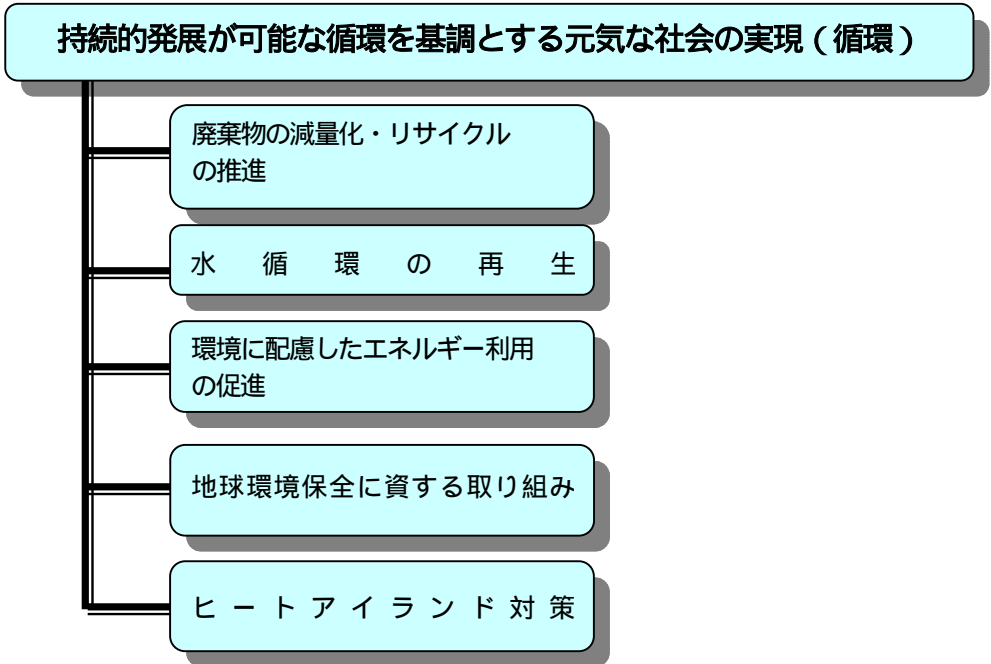 持続的発展が可能な循環を基調とする元気な社会の実現（循環）
廃棄物の減量化・リサイクル
の推進
水循環の再生
環境に配慮したエネルギー利用
の促進
地球環境保全に資する取り組み
ヒートアイランド対策